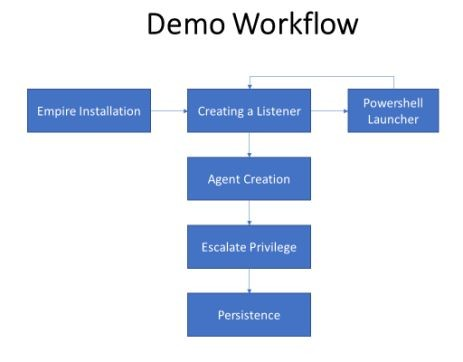 Demo Workflow
Empire Installation
Creating a Listener
Powershell
Launcher
Agent Creation
Escalate Privilege
Persistence